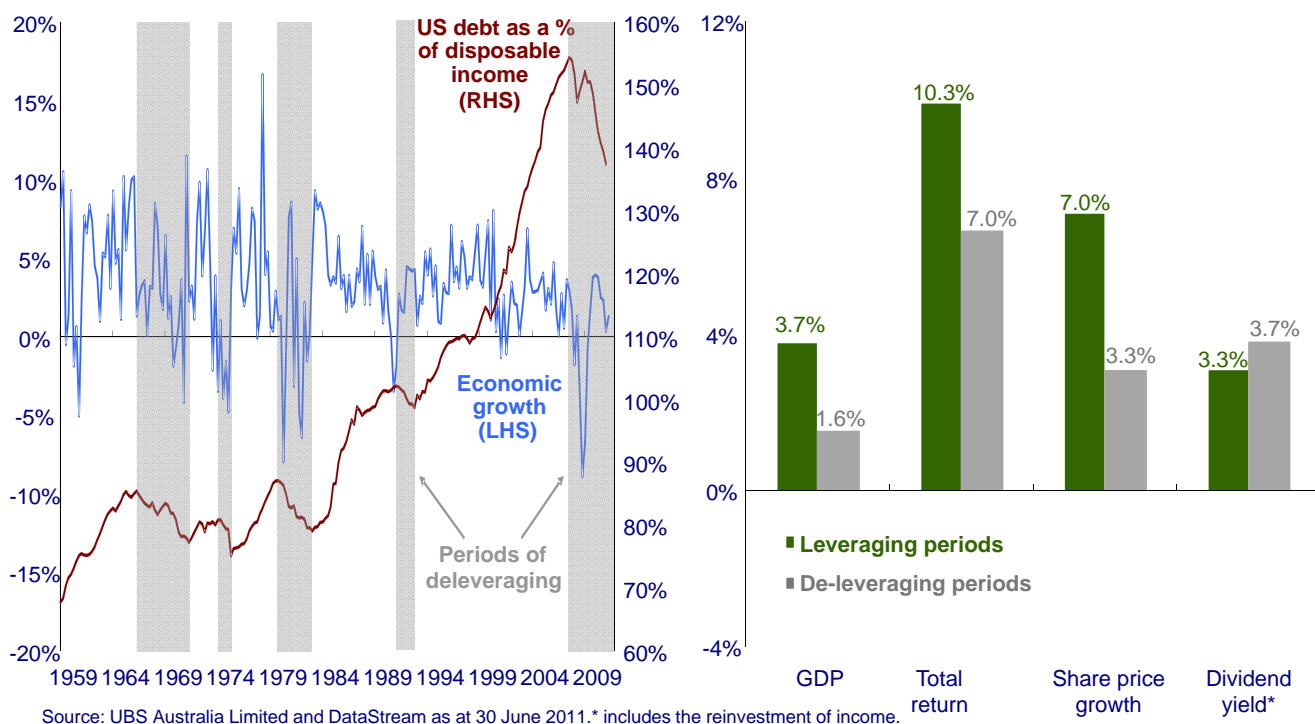 20%
15%
10%
5%
0%
-5%
-10%
-15%
-20%
US debt as a %
of disposable
income
(RHS)
Economic
growth
(LHS)
Periods of
deleveraging
160%
150%
140%
130%
120%
110%
100%
90%
80%
70%
60%
1959 1964 1969 1974 1979 1984 1989 1994 1999 2004 2009
12%
8%
4%
0%
-4%
3.7%
1.6%
10.3%
7.0%
7.0%
3.3%
3.3%
3.7%
Leveraging periods
De-leveraging periods
GDP
Total
return
Share price
growth
Dividend
yield*
Source: UBS Australia Limited and DataStream as at 30 June 2011.* includes the reinvestment of income.